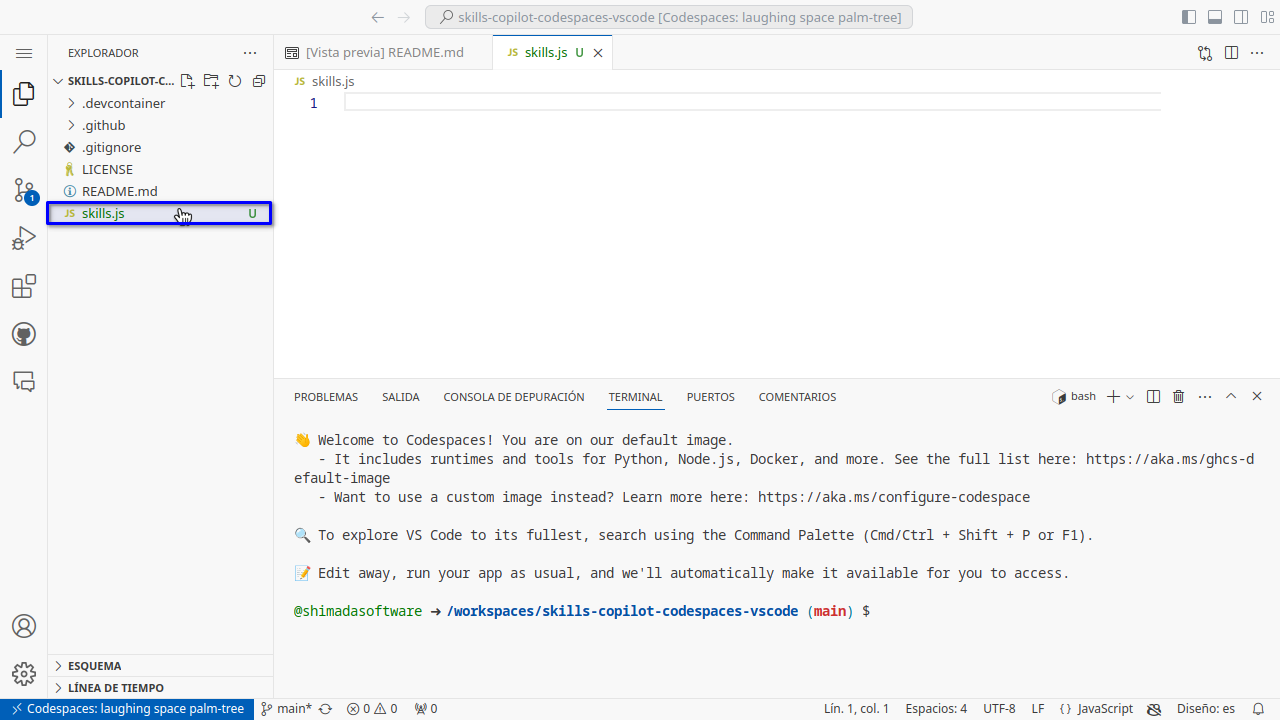 skills-copilot-codespaces-vscode [Codespaces: laughing space palm-tree]
EXPLORADOR
SKILLS-COPILOT-C...
.devcontainer
.github
.gitignore
LICENSE
README.md
JS skills.js U
1
[Vista previa] README.md
JS skills.js U
JS skills.js
1
PROBLEMAS SALIDA CONSOLA DE DEPURACIÓN TERMINAL PUERTOS COMENTARIOS
bash
👋 Welcome to Codespaces! You are on our default image.
- It includes runtimes and tools for Python, Node.js, Docker, and more. See the full list here: https://aka.ms/ghcs-d
efault-image
- Want to use a custom image instead? Learn more here: https://aka.ms/configure-codespace
🔍 To explore VS Code to its fullest, search using the Command Palette (Cmd/Ctrl + Shift + P or F1).
📝 Edit away, run your app as usual, and we'll automatically make it available for you to access.
@shimadasoftware ➜ /workspaces/skills-copilot-codespaces-vscode (main) $
ESQUEMA
LÍNEA DE TIEMPO
Codespaces: laughing space palm-tree main* 0 0 0 Lín. 1, col. 1 Espacios: 4 UTF-8 LF { } JavaScript Diseño: es